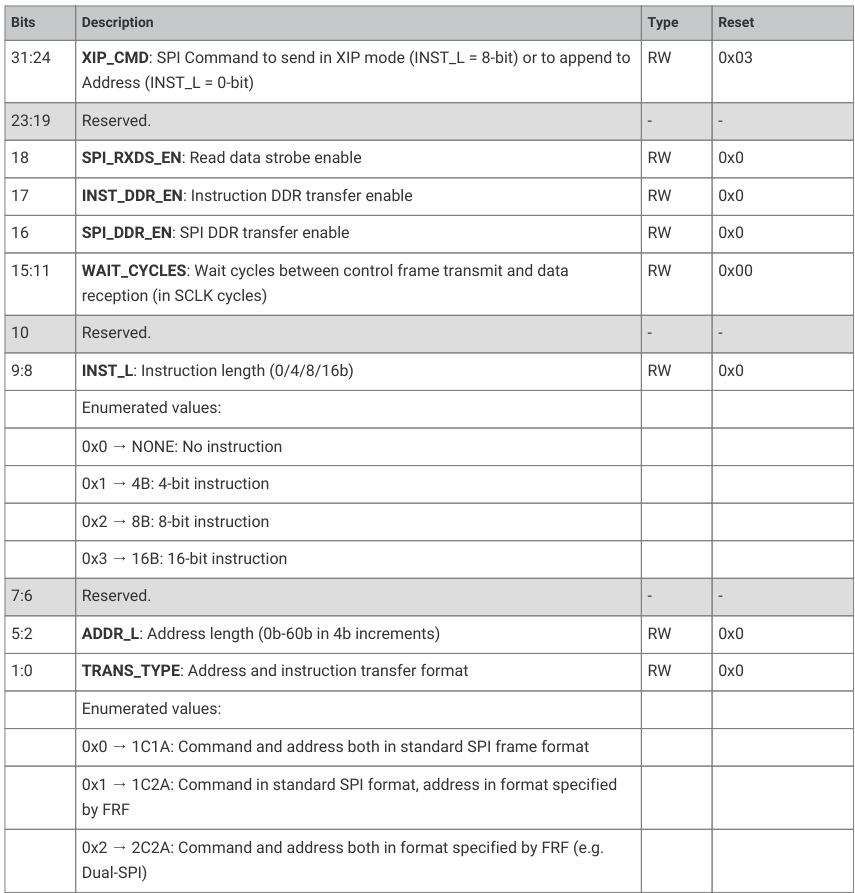 Bits Description Type Reset
31:24 XIP_CMD: SPI Command to send in XIP mode (INST_L = 8-bit) or to append to RW 0x03
Address (INST_L = 0-bit)
23:19 Reserved. - -
18 SPI_RXDS_EN: Read data strobe enable RW 0x0
17 INST_DDR_EN: Instruction DDR transfer enable RW 0x0
16 SPI_DDR_EN: SPI DDR transfer enable RW 0x0
15:11 WAIT_CYCLES: Wait cycles between control frame transmit and data RW 0x00
reception (in SCLK cycles)
10 Reserved. - -
9:8 INST_L: Instruction length (0/4/8/16b) RW 0x0
Enumerated values:
0x0 → NONE: No instruction
0x1 → 4B: 4-bit instruction
0x2 → 8B: 8-bit instruction
0x3 → 16B: 16-bit instruction
7:6 Reserved. - -
5:2 ADDR_L: Address length (0b-60b in 4b increments) RW 0x0
1:0 TRANS_TYPE: Address and instruction transfer format RW 0x0
Enumerated values:
0x0 → 1C1A: Command and address both in standard SPI frame format
0x1 → 1C2A: Command in standard SPI format, address in format specified
by FRF
0x2 → 2C2A: Command and address both in format specified by FRF (e.g.
Dual-SPI)